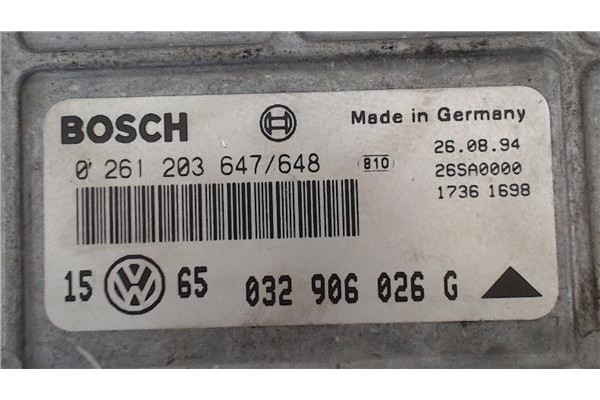 BOSCH
Made in Germany
0 261 203 647/648
810
26.08.94
26SA0000
1736 1698
15 VW 65 032 906 026 G